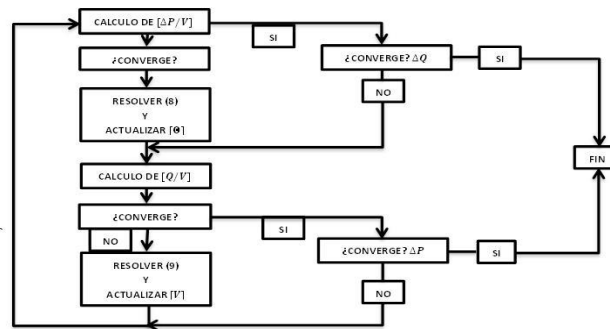 CALCULO DE [ΔP/V]
SI
¿CONVERGE?
¿CONVERGE? ΔQ
SI
NO
RESOLVER (8)
Y
ACTUALIZAR [Θ]
FIN
CALCULO DE [Q/V]
¿CONVERGE?
SI
NO
¿CONVERGE? ΔP
SI
RESOLVER (9)
Y
ACTUALIZAR [V]
NO